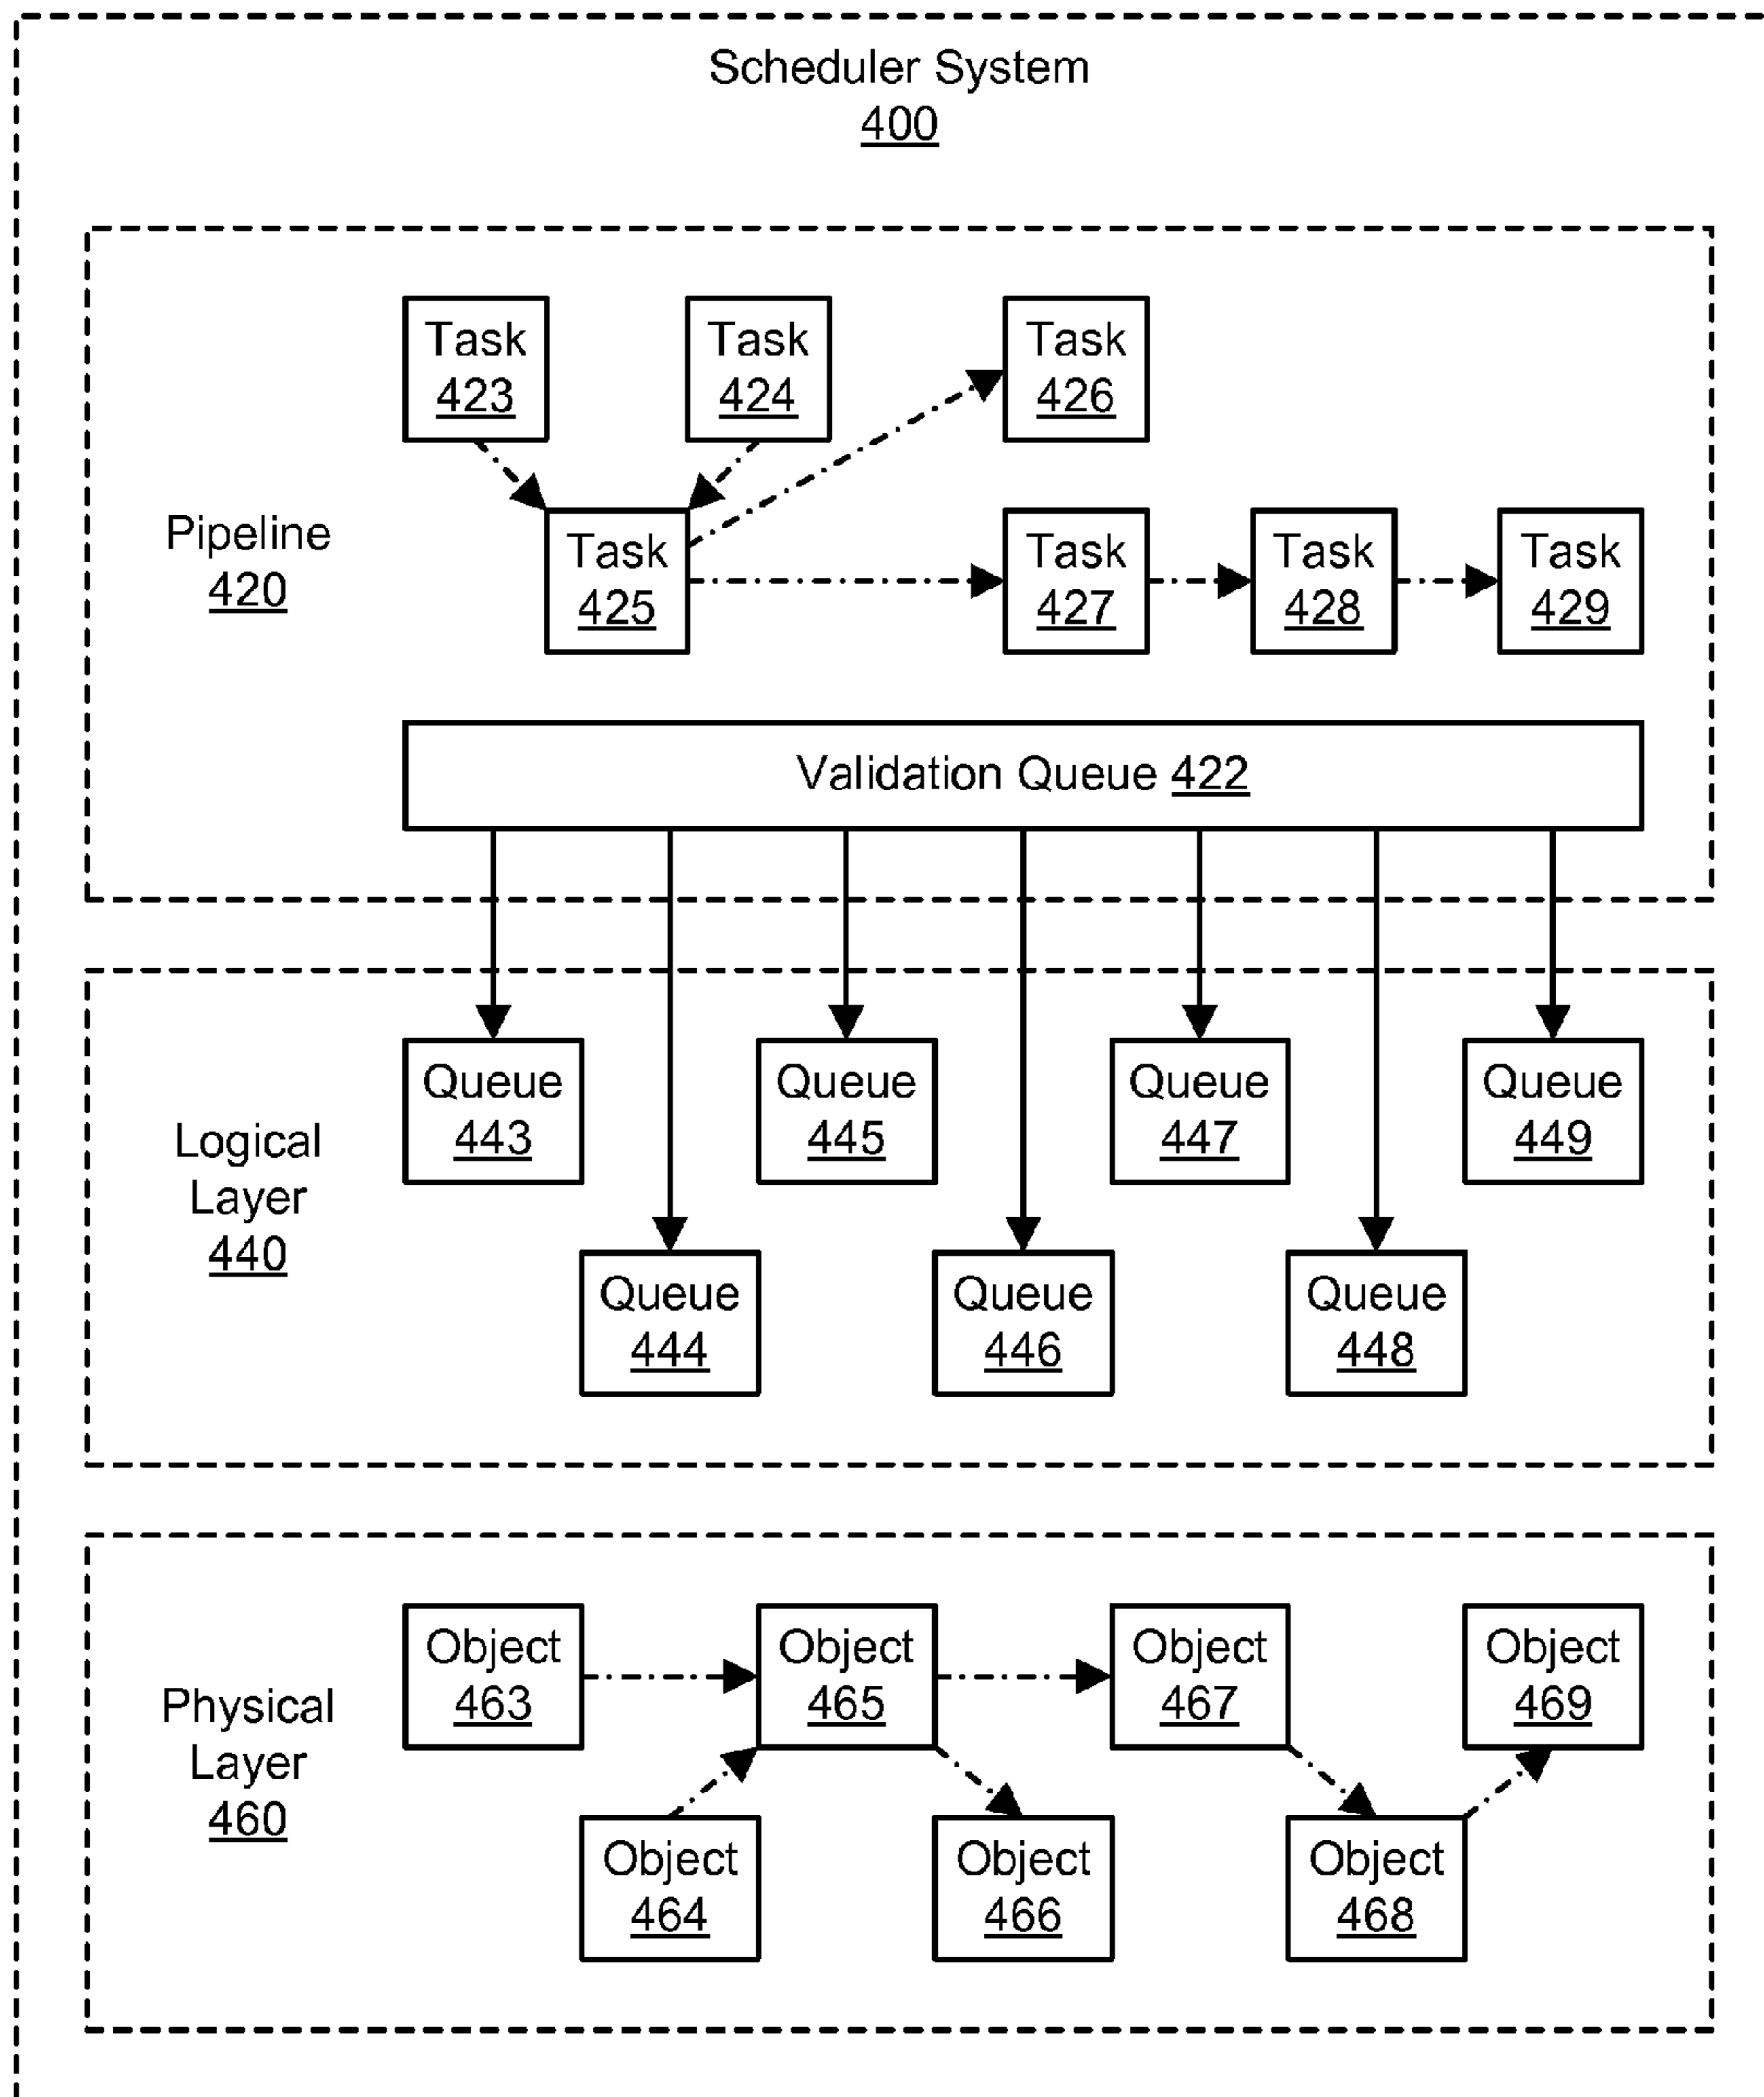 Scheduler System
400
Task
423
Task
424
Task
426
Pipeline
420
Task
425
Task
427
Task
428
Task
429
Validation Queue 422
Logical
Layer
440
Queue
443
Queue
445
Queue
447
Queue
449
Queue
444
Queue
446
Queue
448
Physical
Layer
460
Object
463
Object
465
Object
467
Object
469
Object
464
Object
466
Object
468